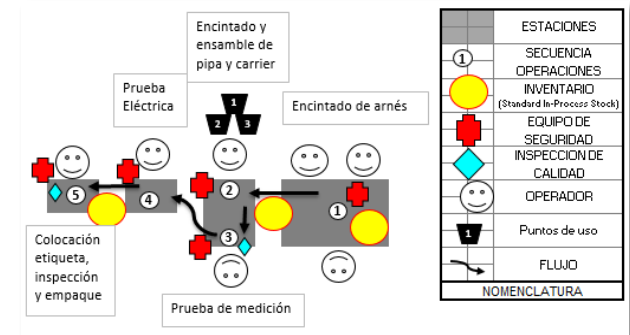 Encintado y
ensamble de
pipa y carrier
Prueba
Eléctrica
Encintado de arnés
1
2 3
5
4
2
3
1
Colocación
etiqueta,
inspección
y empaque
Prueba de medición
ESTACIONES
1
SECUENCIA
OPERACIONES
INVENTARIO
(Standard In-Process Stock)
EQUIPO DE
SEGURIDAD
INSPECCION DE
CALIDAD
OPERADOR
1
Puntos de uso
FLUJO
NOMENCLATURA